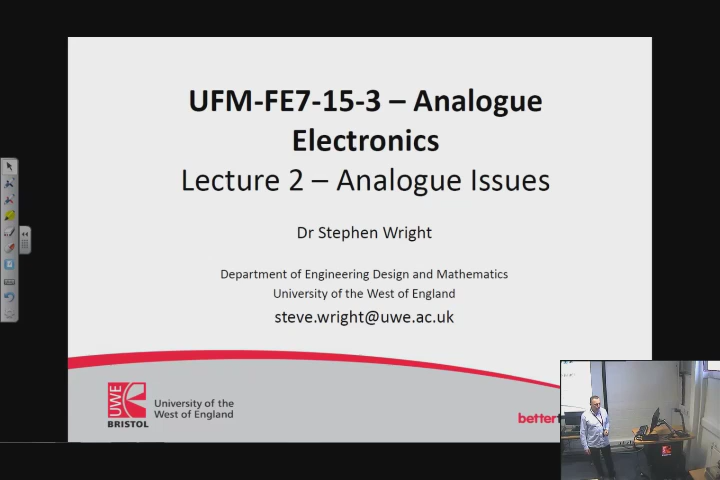 UFM-FE7-15-3 – Analogue
Electronics
Lecture 2 – Analogue Issues
Dr Stephen Wright
Department of Engineering Design and Mathematics
University of the West of England
steve.wright@uwe.ac.uk
UWE
BRISTOL
University of the
West of England